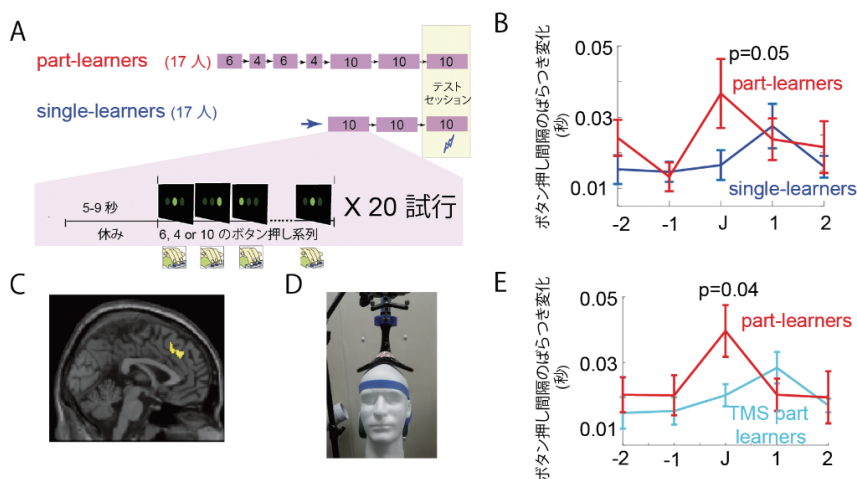 A
part-learners (17 人)
6 4 6 4 10 10 10
テスト
セッション
single-learners (17 人)
10 10 10
5-9 秒
休み
6, 4 or 10 のボタン押し系列
X 20 試行
B
ボタン押し間隔のばらつき変化
(秒)
0.05
0.03
0.01
p=0.05
part-learners
single-learners
-2 -1 J 1 2
C
D
E
ボタン押し間隔のばらつき変化
(秒)
0.05
0.03
0.01
p=0.04
part-learners
TMS part
learners
-2 -1 J 1 2